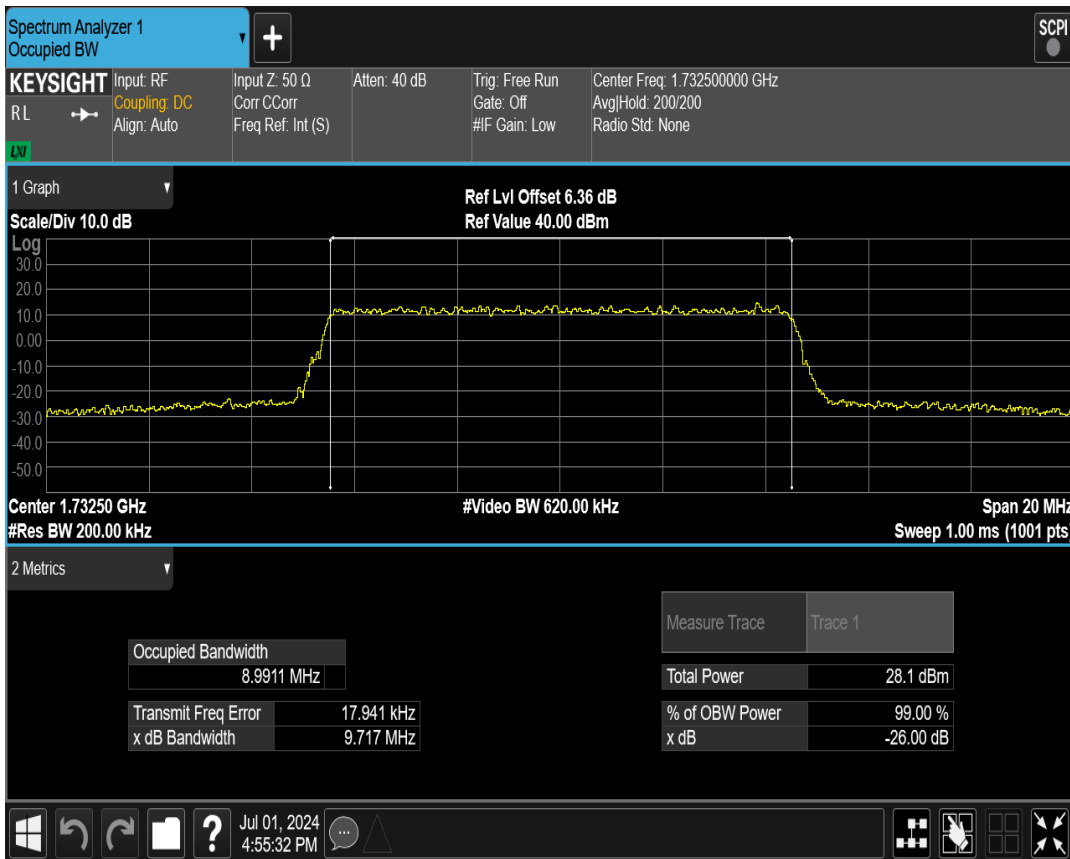 Spectrum Analyzer 1
Occupied BW
+
SCPI
KEYSIGHT
R L
LXI
Input: RF
Coupling: DC
Align: Auto
Input Z: 50 Ω
Corr CCorr
Freq Ref: Int (S)
Atten: 40 dB
Trig: Free Run
Gate: Off
#IF Gain: Low
Center Freq: 1.732500000 GHz
Avg|Hold: 200/200
Radio Std: None
1 Graph
Scale/Div 10.0 dB
Ref Lvl Offset 6.36 dB
Ref Value 40.00 dBm
Log
30.0
20.0
10.0
0.00
-10.0
-20.0
-30.0
-40.0
-50.0
Center 1.73250 GHz
#Video BW 620.00 kHz
Span 20 MHz
#Res BW 200.00 kHz
Sweep 1.00 ms (1001 pts)
2 Metrics
Measure Trace Trace 1
Occupied Bandwidth
8.9911 MHz
Total Power 28.1 dBm
Transmit Freq Error 17.941 kHz
% of OBW Power 99.00 %
x dB Bandwidth 9.717 MHz
x dB -26.00 dB
?
Jul 01, 2024
4:55:32 PM